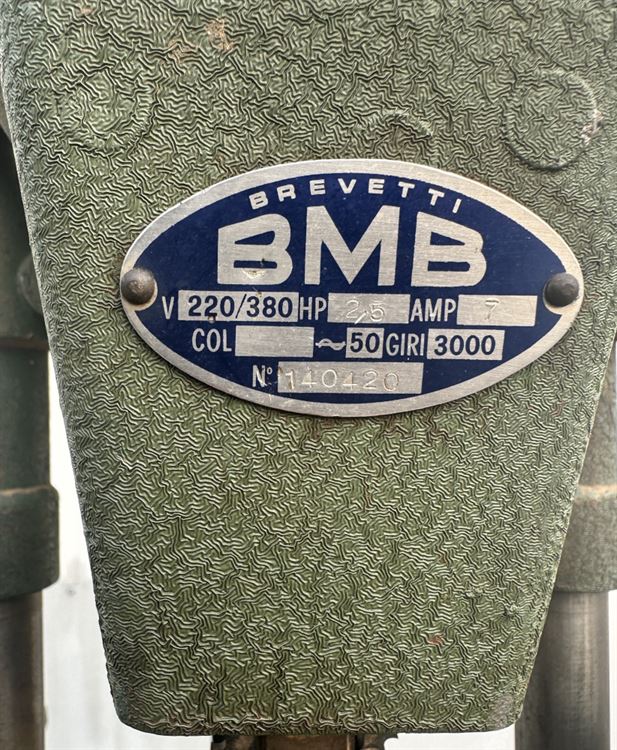 BREVETTI
BMB
V 220/380 HP 2,5 AMP 7
COL ~ 50 GIRI 3000
N° 140420